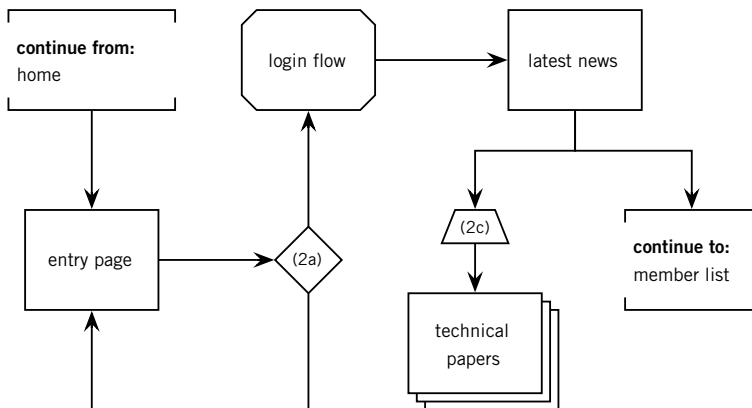 continue from:
home
login flow
latest news
entry page
(2a)
(2c)
continue to:
member list
technical
papers